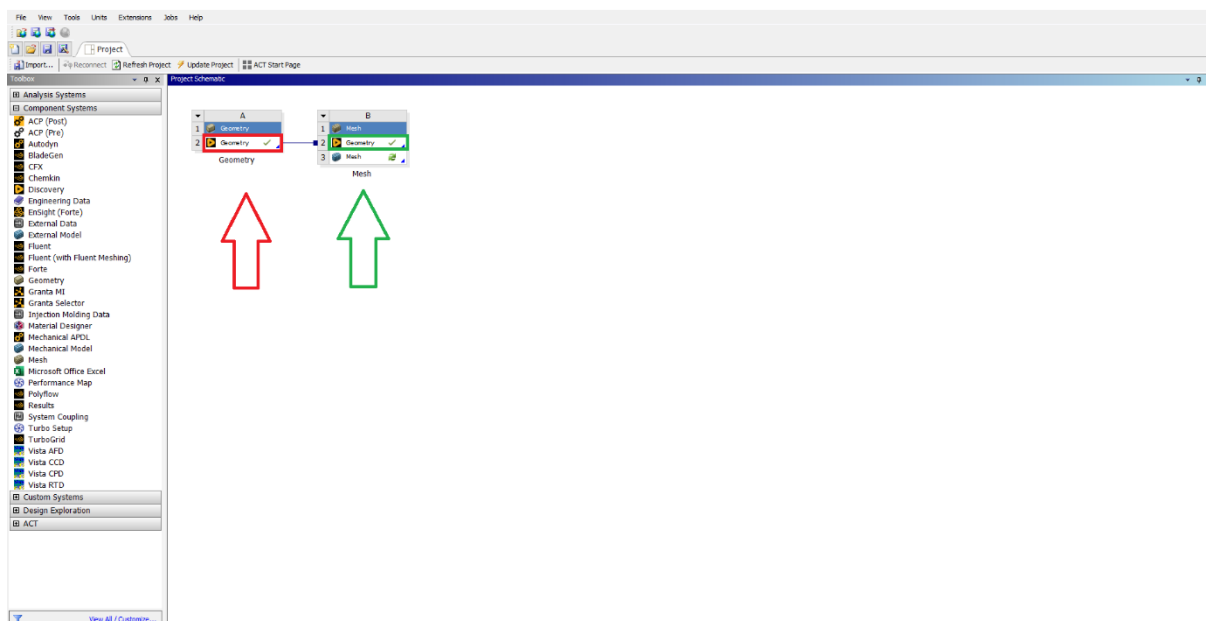 File View Tools Units Extensions Jobs Help
Project
Import... Reconnect Refresh Project Update Project ACT Start Page
Toolbox
Project Schematic
Analysis Systems
Component Systems
ACP (Post)
ACP (Pre)
Autodyn
BladeGen
CFX
Chemkin
Discovery
Engineering Data
EnSight (Forte)
External Data
External Model
Fluent
Fluent (with Fluent Meshing)
Forte
Geometry
Granta MI
Granta Selector
Injection Molding Data
Material Designer
Mechanical APDL
Mechanical Model
Mesh
Microsoft Office Excel
Performance Map
Polyflow
Results
System Coupling
Turbo Setup
TurboGrid
Vista AFD
Vista CCD
Vista CPD
Vista RTD
Custom Systems
Design Exploration
ACT
View All / Customize...
A
1 Geometry
2 Geometry
Geometry
B
1 Mesh
2 Geometry
3 Mesh
Mesh